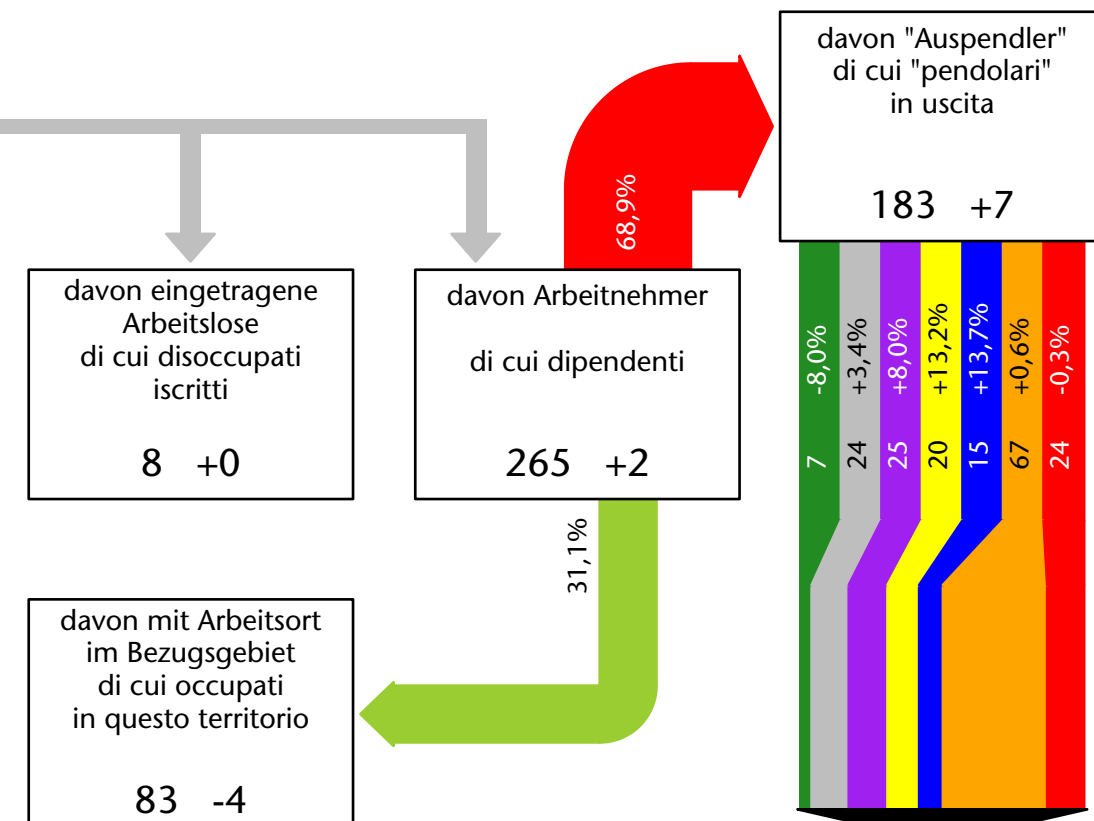 davon "Auspendler"
di cui "pendolari"
in uscita
183 +7
68,9%
davon eingetragene
Arbeitslose
di cui disoccupati
iscritti
8 +0
davon Arbeitnehmer
di cui dipendenti
265 +2
-8,0%
+3,4%
+8,0%
+13,2%
+13,7%
+0,6%
-0,3%
7
24
25
20
15
67
24
31,1%
davon mit Arbeitsort
im Bezugsgebiet
di cui occupati
in questo territorio
83 -4